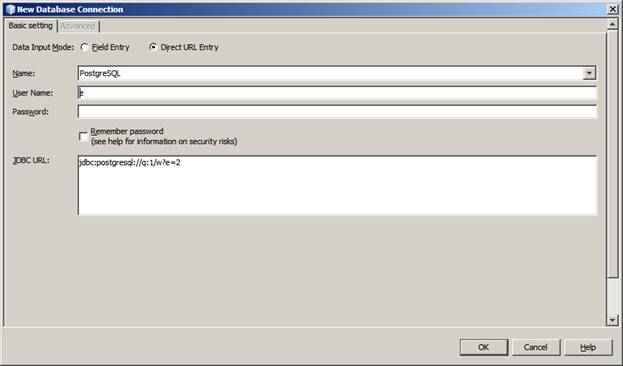 New Database Connection
Basic setting Advanced
Data Input Mode: Field Entry Direct URL Entry
Name: PostgreSQL
User Name: e
Password:
Remember password
(see help for information on security risks)
JDBC URL: jdbc:postgresql://q:1/w?e=2
OK Cancel Help